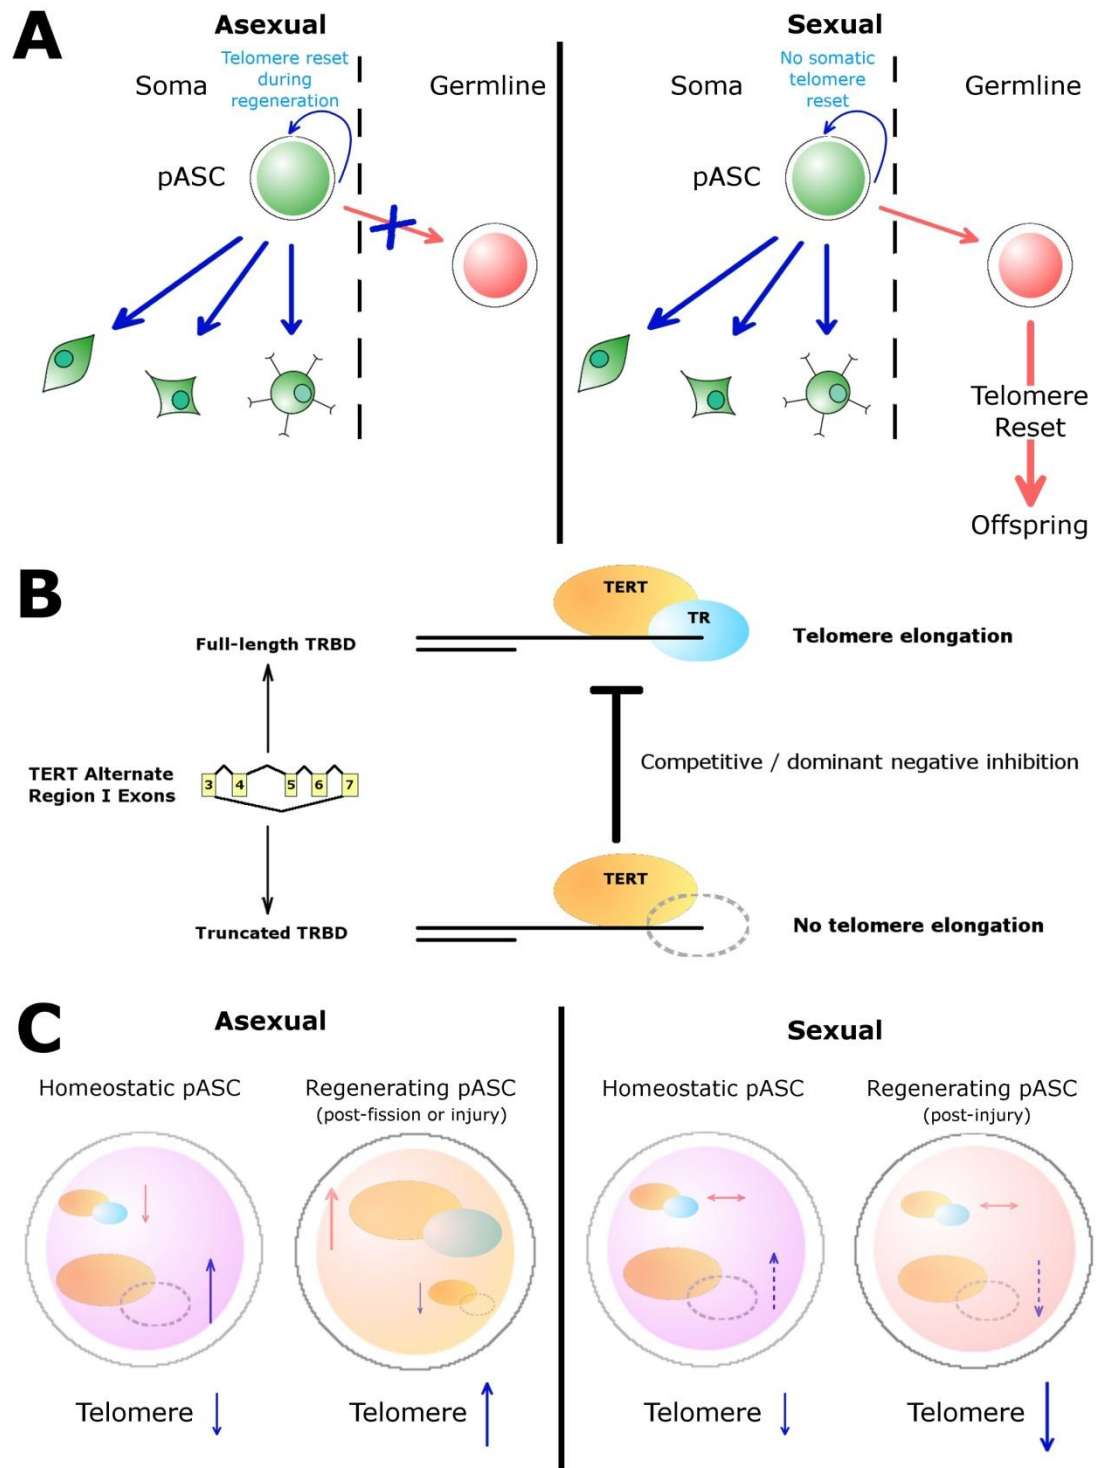 A
Asexual
Telomere reset
during
regeneration
Soma
Germline
pASC
Sexual
No somatic
telomere
reset
Soma
Germline
pASC
Telomere
Reset
Offspring
B
TERT
TR
Full-length TRBD
Telomere elongation
TERT Alternate
Region I Exons
3 4 5 6 7
Competitive / dominant negative inhibition
TERT
Truncated TRBD
No telomere elongation
C
Asexual
Homeostatic pASC
Regenerating pASC
(post-fission or injury)
Telomere
Telomere
Sexual
Homeostatic pASC
Regenerating pASC
(post-injury)
Telomere
Telomere